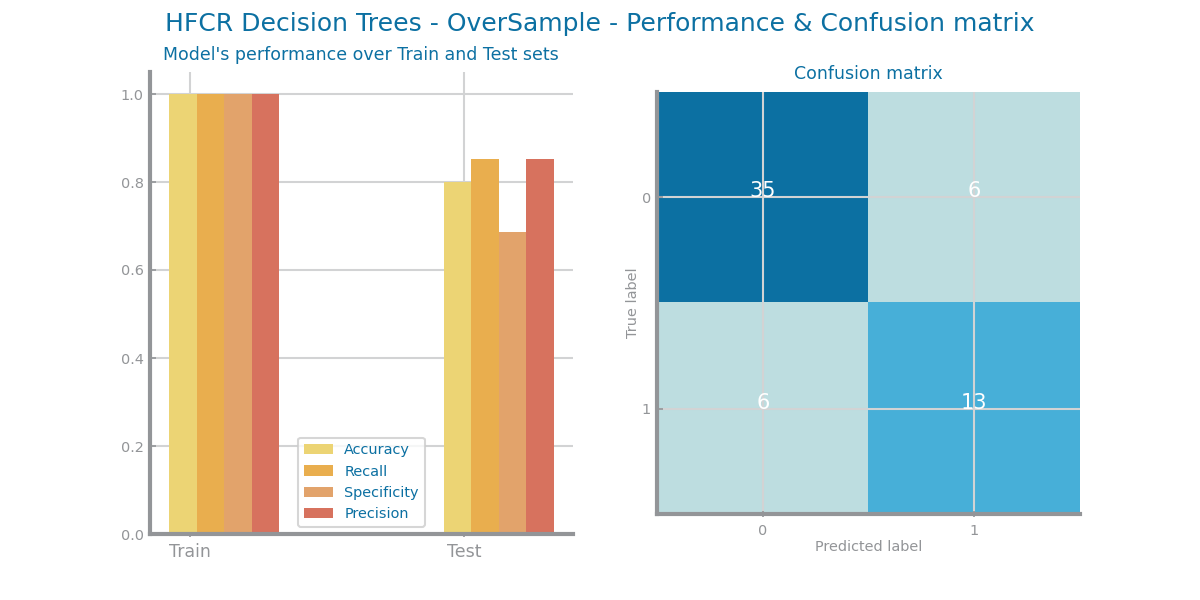 HFCR Decision Trees - OverSample - Performance & Confusion matrix
Model's performance over Train and Test sets
1.0
0.8
0.6
0.4
0.2
0.0
Train
Test
Accuracy
Recall
Specificity
Precision
Confusion matrix
True label
0
1
35
6
6
13
0
1
Predicted label